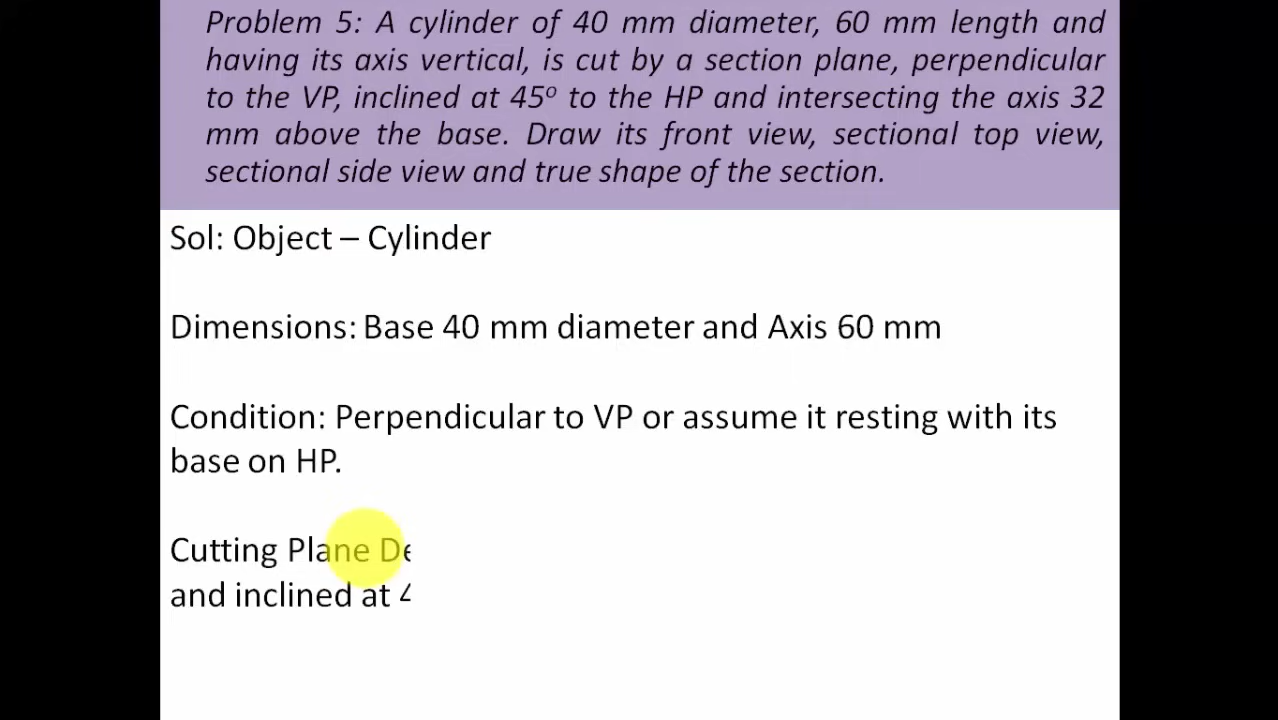 Problem 5: A cylinder of 40 mm diameter, 60 mm length and
having its axis vertical, is cut by a section plane, perpendicular
to the VP, inclined at 45º to the HP and intersecting the axis 32
mm above the base. Draw its front view, sectional top view,
sectional side view and true shape of the section.
Sol: Object – Cylinder
Dimensions: Base 40 mm diameter and Axis 60 mm
Condition: Perpendicular to VP or assume it resting with its
base on HP.
Cutting Plane
and inclined at